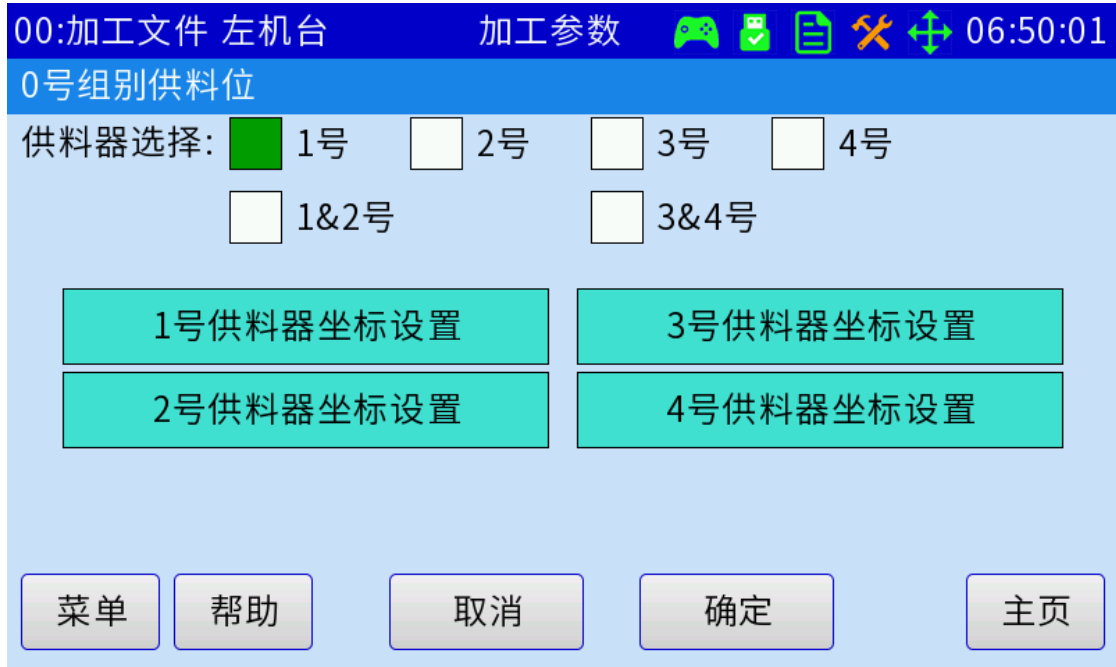 00:加工文件 左机台 加工参数 06:50:01
0号组别供料位
供料器选择: 1号 2号 3号 4号
1&2号 3&4号
1号供料器坐标设置 3号供料器坐标设置
2号供料器坐标设置 4号供料器坐标设置
菜单 帮助 取消 确定 主页